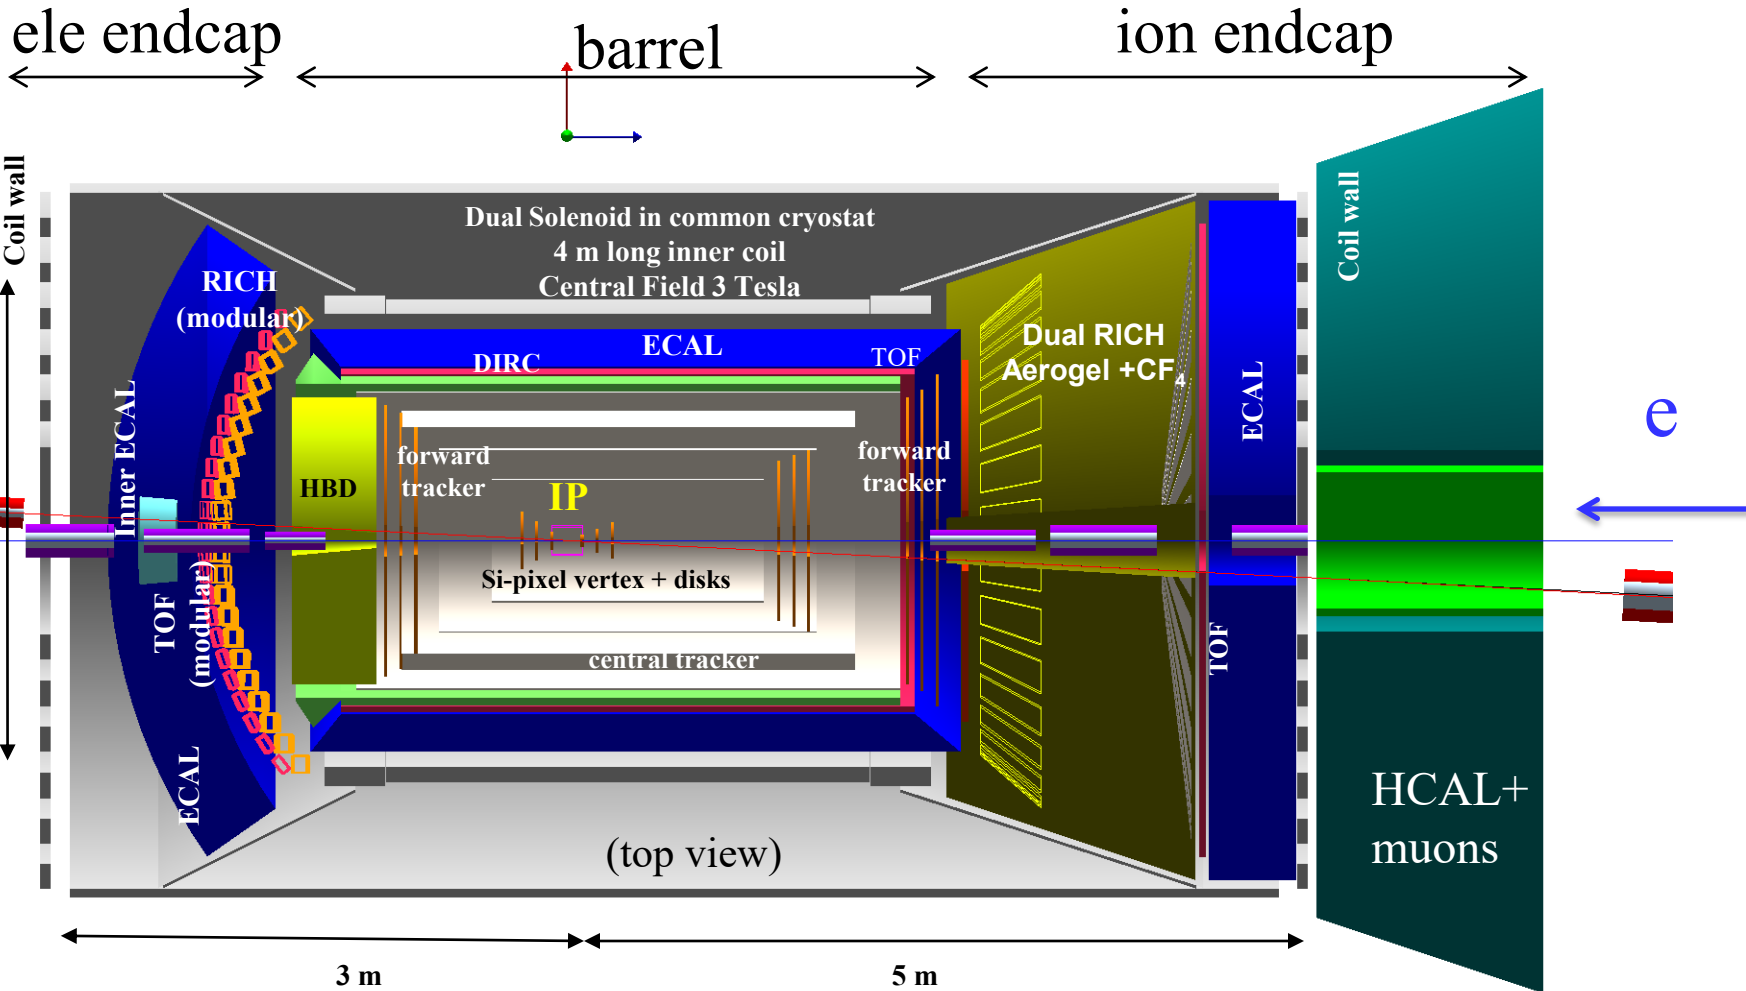 ele endcap
barrel
ion endcap
Coil wall
Dual Solenoid in common cryostat
4 m long inner coil
Central Field 3 Tesla
Coil wall
RICH
(modular)
ECAL
DIRC
TOF
Dual RICH
Aerogel +CF₄
ECAL
e
Inner ECAL
HBD
forward
tracker
IP
forward
tracker
Si-pixel vertex + disks
TOF
(modular)
TOF
central tracker
ECAL
HCAL+
muons
(top view)
3 m
5 m